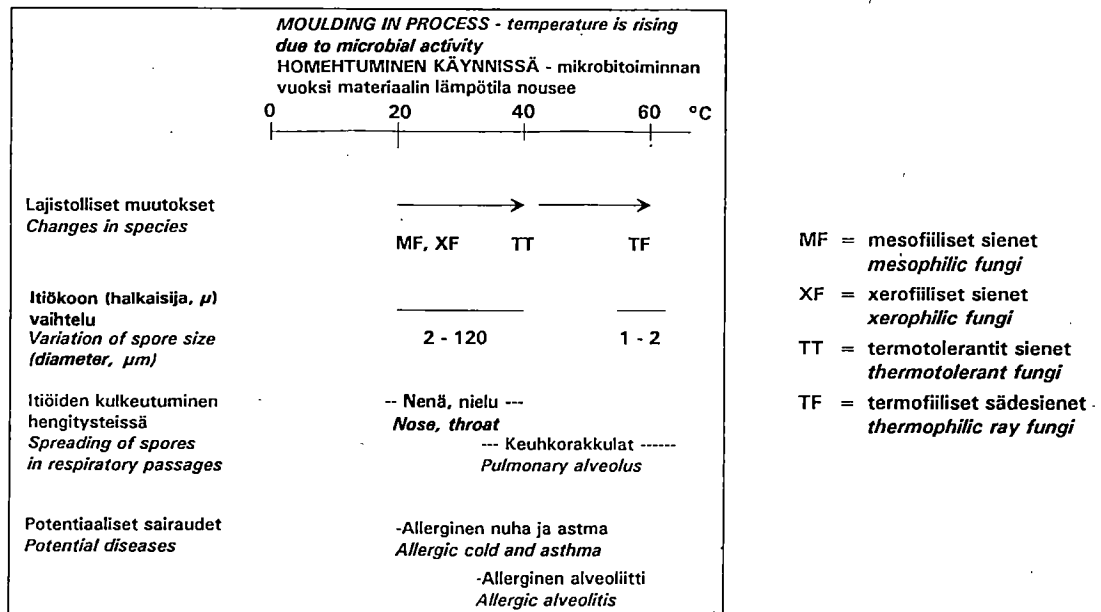 MOULDING IN PROCESS - temperature is rising
due to microbial activity
HOMEHTUMINEN KÄYNNISSÄ - mikrobitoiminnan
vuoksi materiaalin lämpötila nousee
0 20 40 60 °C
Lajistolliset muutokset
Changes in species
MF, XF TT TF
Itiökoon (halkaisija, µ)
vaihtelu
Variation of spore size
(diameter, µm)
2 - 120 1 - 2
Itiöiden kulkeutuminen
hengitysteissä
Spreading of spores
in respiratory passages
-- Nenä, nielu ---
Nose, throat
--- Keuhkorakkulat ------
Pulmonary alveolus
Potentiaaliset sairaudet
Potential diseases
-Allerginen nuha ja astma
Allergic cold and asthma
-Allerginen alveoliitti
Allergic alveolitis
MF = mesofiiliset sienet
mesophilic fungi
XF = xerofiiliset sienet
xerophilic fungi
TT = termotolerantit sienet
thermotolerant fungi
TF = termofiiliset sädesienet
thermophilic ray fungi